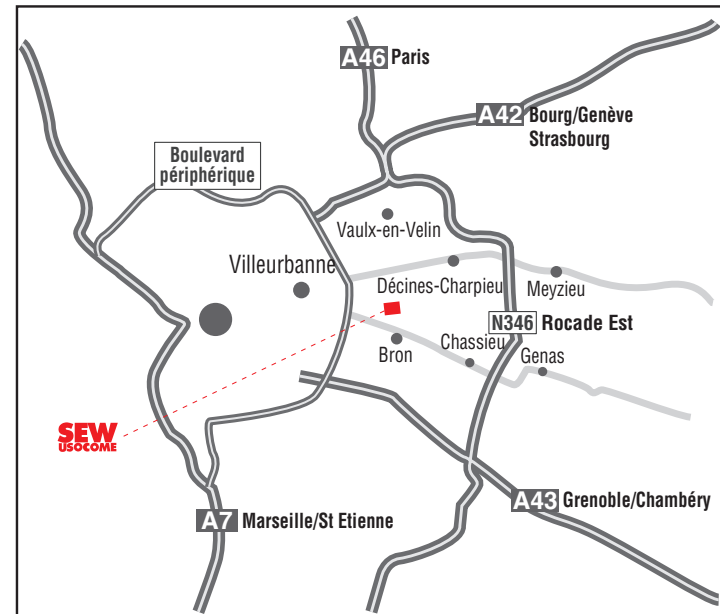 A46 Paris
A42 Bourg/Genève
Strasbourg
Boulevard
périphérique
Vaulx-en-Velin
Villeurbanne
Décines-Charpieu
Meyzieu
N346 Rocade Est
Bron
Chassieu
Genas
SEW
USOCOME
A43 Grenoble/Chambéry
A7 Marseille/St Etienne